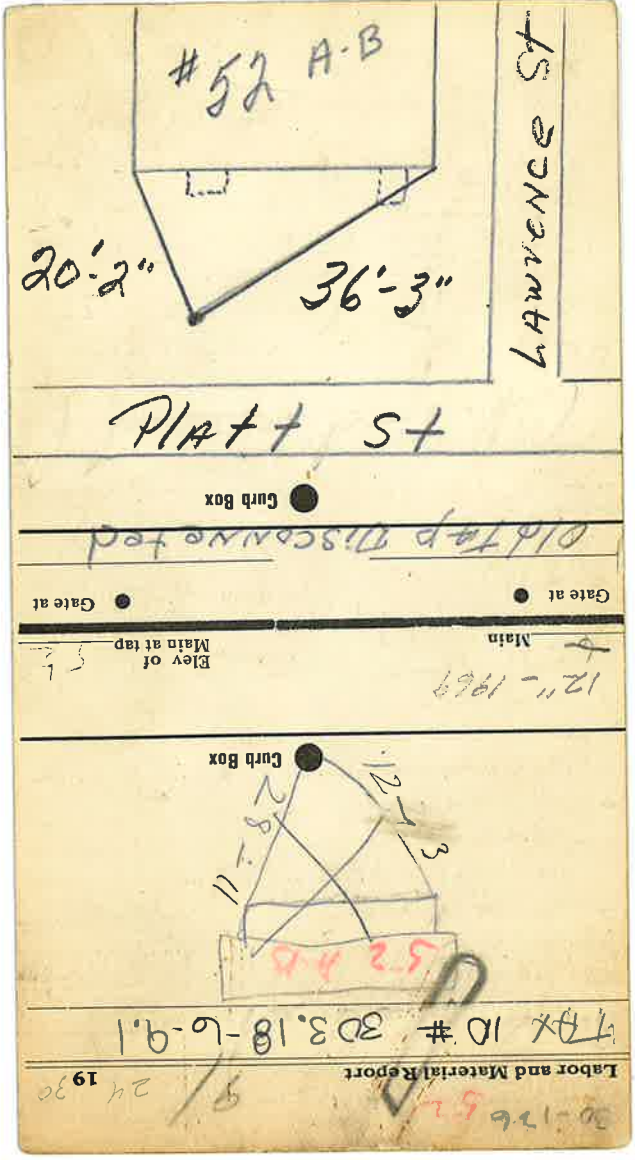 #52 A-B
LAWRENCE ST
20'-2"
36'-3"
Platt St
Curb Box
Old Tap Disconnected
Gate at
Gate at
Main
Elev of
Main at tap
12" - 1969
Curb Box
28-11
12-3
52 A-B
TAX ID # 303.18-6-9.1
Labor and Material Report
19
52